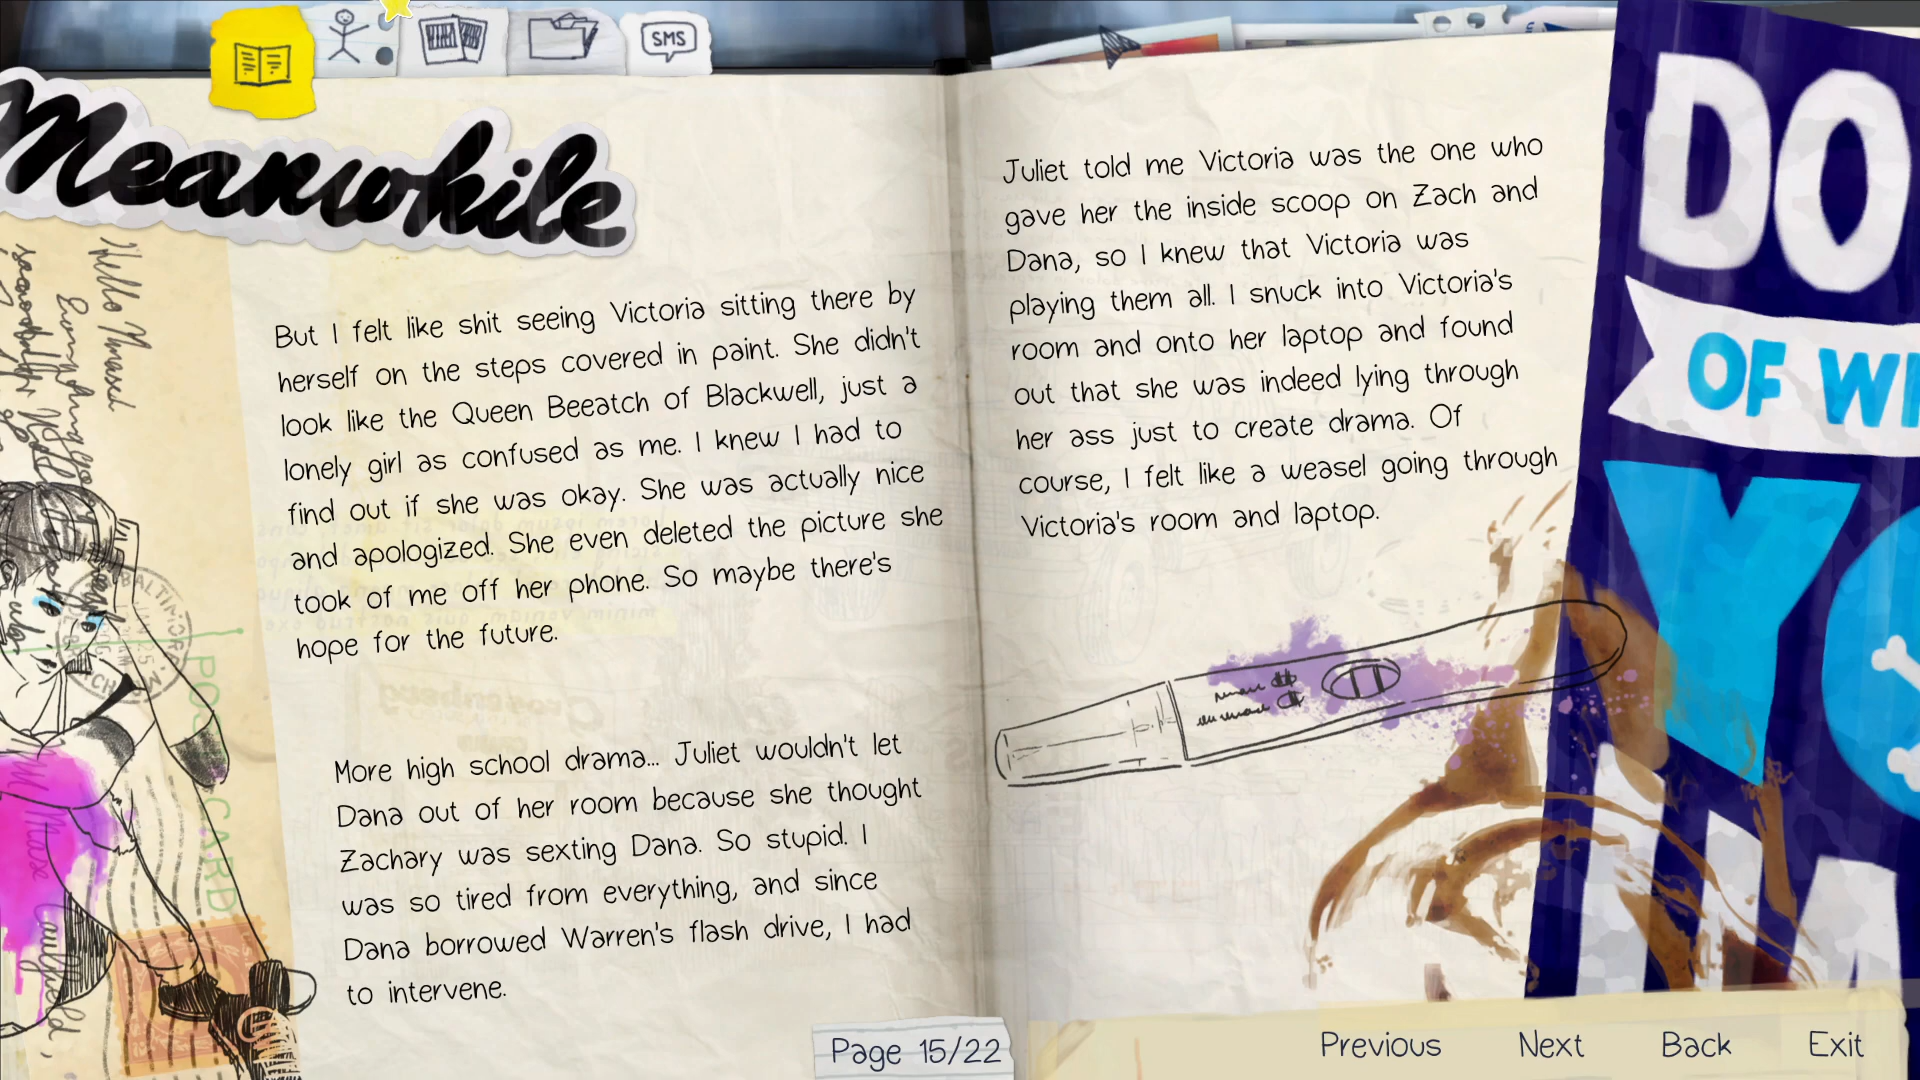 SMS
Meanwhile
But I felt like shit seeing Victoria sitting there by
herself on the steps covered in paint. She didn't
look like the Queen Beeatch of Blackwell, just a
lonely girl as confused as me. I knew I had to
find out if she was okay. She was actually nice
and apologized. She even deleted the picture she
took of me off her phone. So maybe there's
hope for the future.
More high school drama... Juliet wouldn't let
Dana out of her room because she thought
Zachary was sexting Dana. So stupid. I
was so tired from everything, and since
Dana borrowed Warren's flash drive, I had
to intervene.
Juliet told me Victoria was the one who
gave her the inside scoop on Zach and
Dana, so I knew that Victoria was
playing them all. I snuck into Victoria's
room and onto her laptop and found
out that she was indeed lying through
her ass just to create drama. Of
course, I felt like a weasel going through
Victoria's room and laptop.
POST CARD
BALTIMOR
DO
OF WI
YO
Page 15/22
Previous
Next
Back
Exit